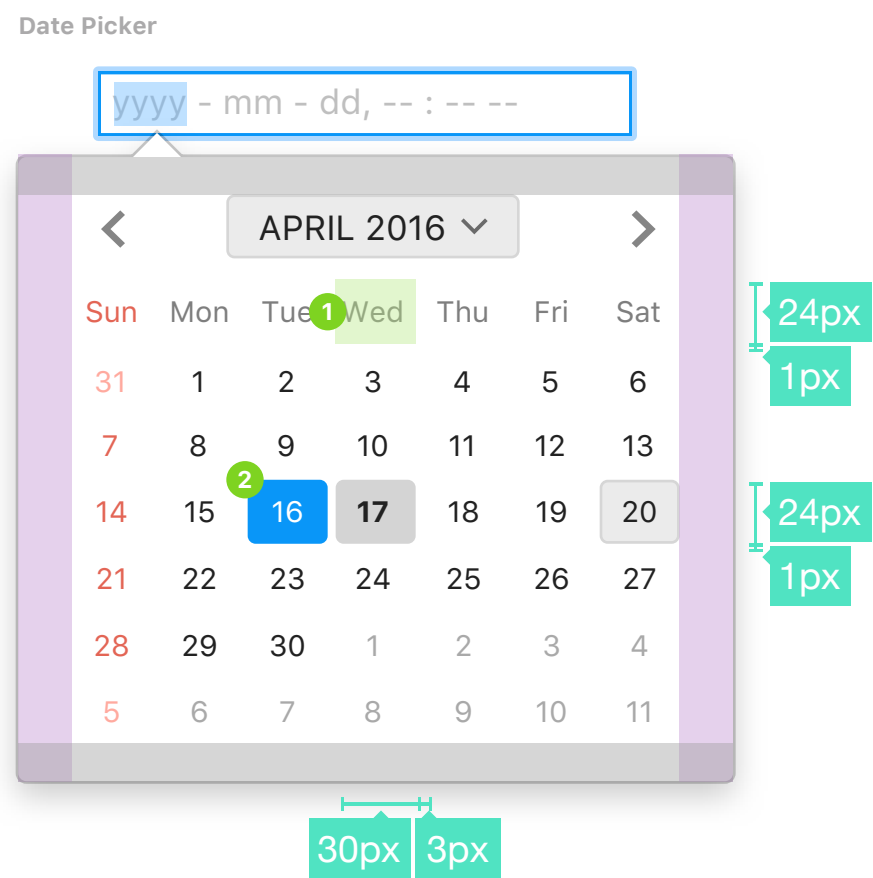 Date Picker
yyyy - mm - dd, -- : -- --
APRIL 2016
Sun Mon Tue 1 Wed Thu Fri Sat
24px
1px
31 1 2 3 4 5 6
7 8 9 10 11 12 13
2
14 15 16 17 18 19 20
24px
1px
21 22 23 24 25 26 27
28 29 30 1 2 3 4
5 6 7 8 9 10 11
30px 3px